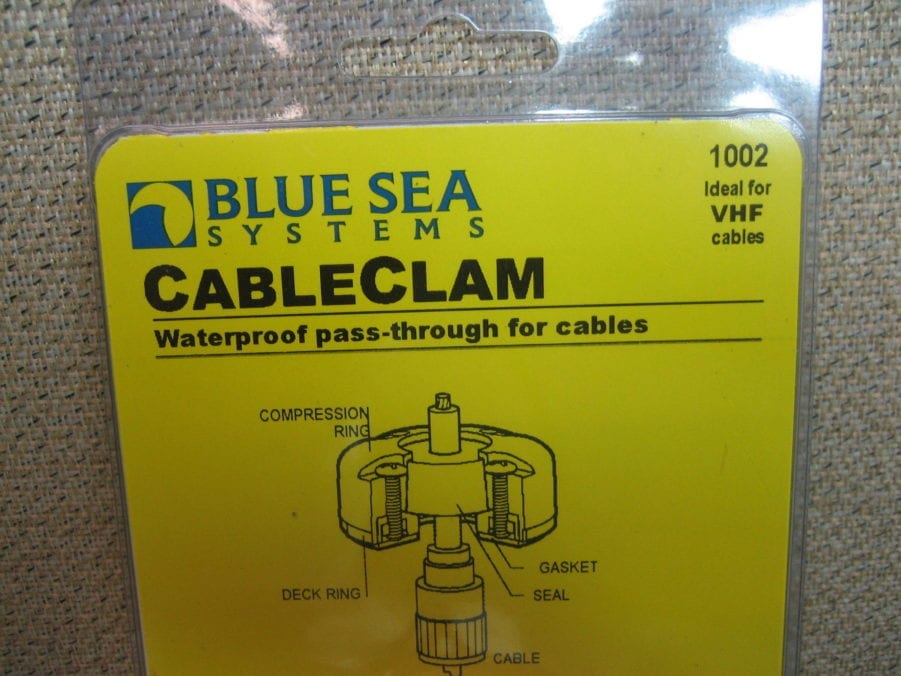 BLUE SEA
SYSTEMS
1002
Ideal for
VHF
cables
CABLECLAM
Waterproof pass-through for cables
COMPRESSION
RING
GASKET
DECK RING
SEAL
CABLE